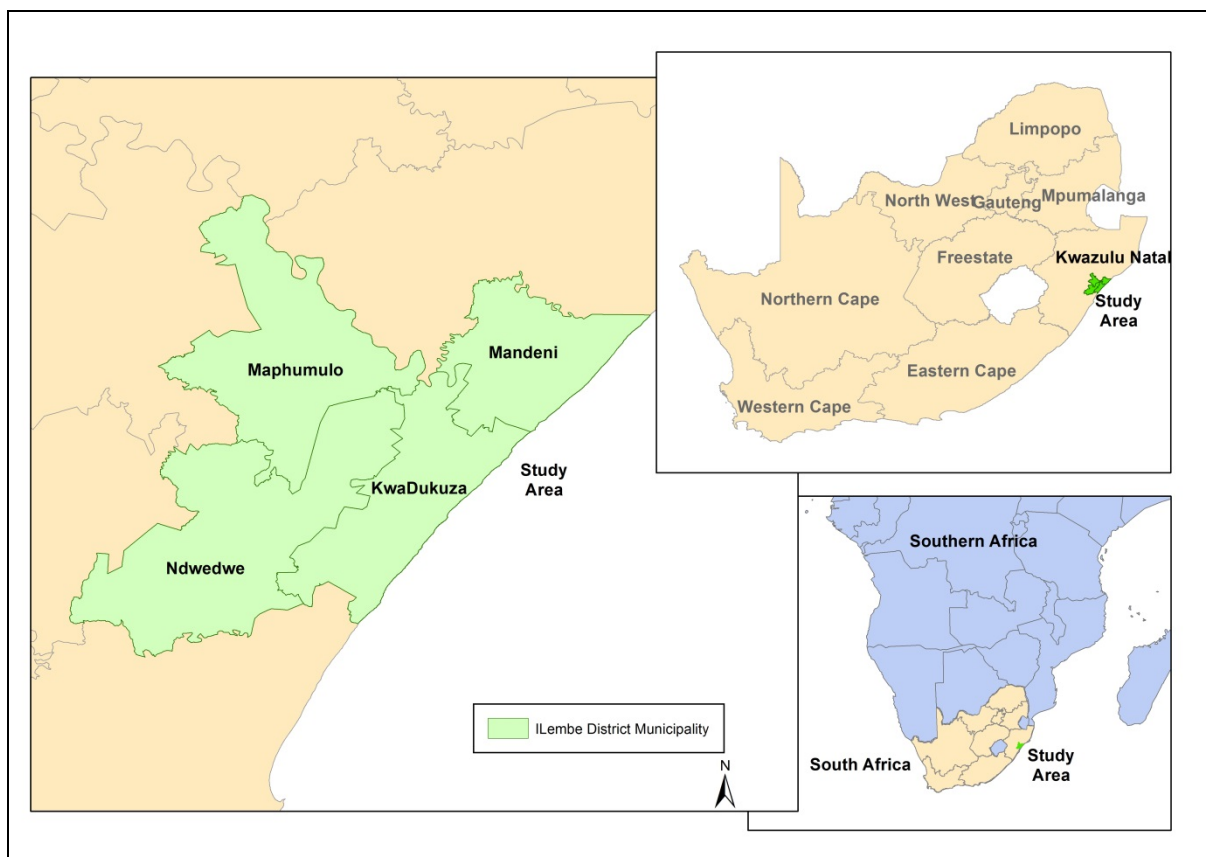 Maphumulo
Mandeni
KwaDukuza
Ndwedwe
Study
Area
ILembe District Municipality
N
Limpopo
North West
Gauteng
Mpumalanga
Freestate
Kwazulu Natal
Northern Cape
Study
Area
Eastern Cape
Western Cape
Southern Africa
South Africa
Study
Area